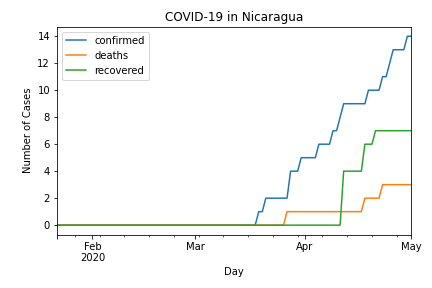 COVID-19 in Nicaragua
confirmed
deaths
recovered
Number of Cases
14
12
10
8
6
4
2
0
Feb
2020
Mar
Apr
May
Day